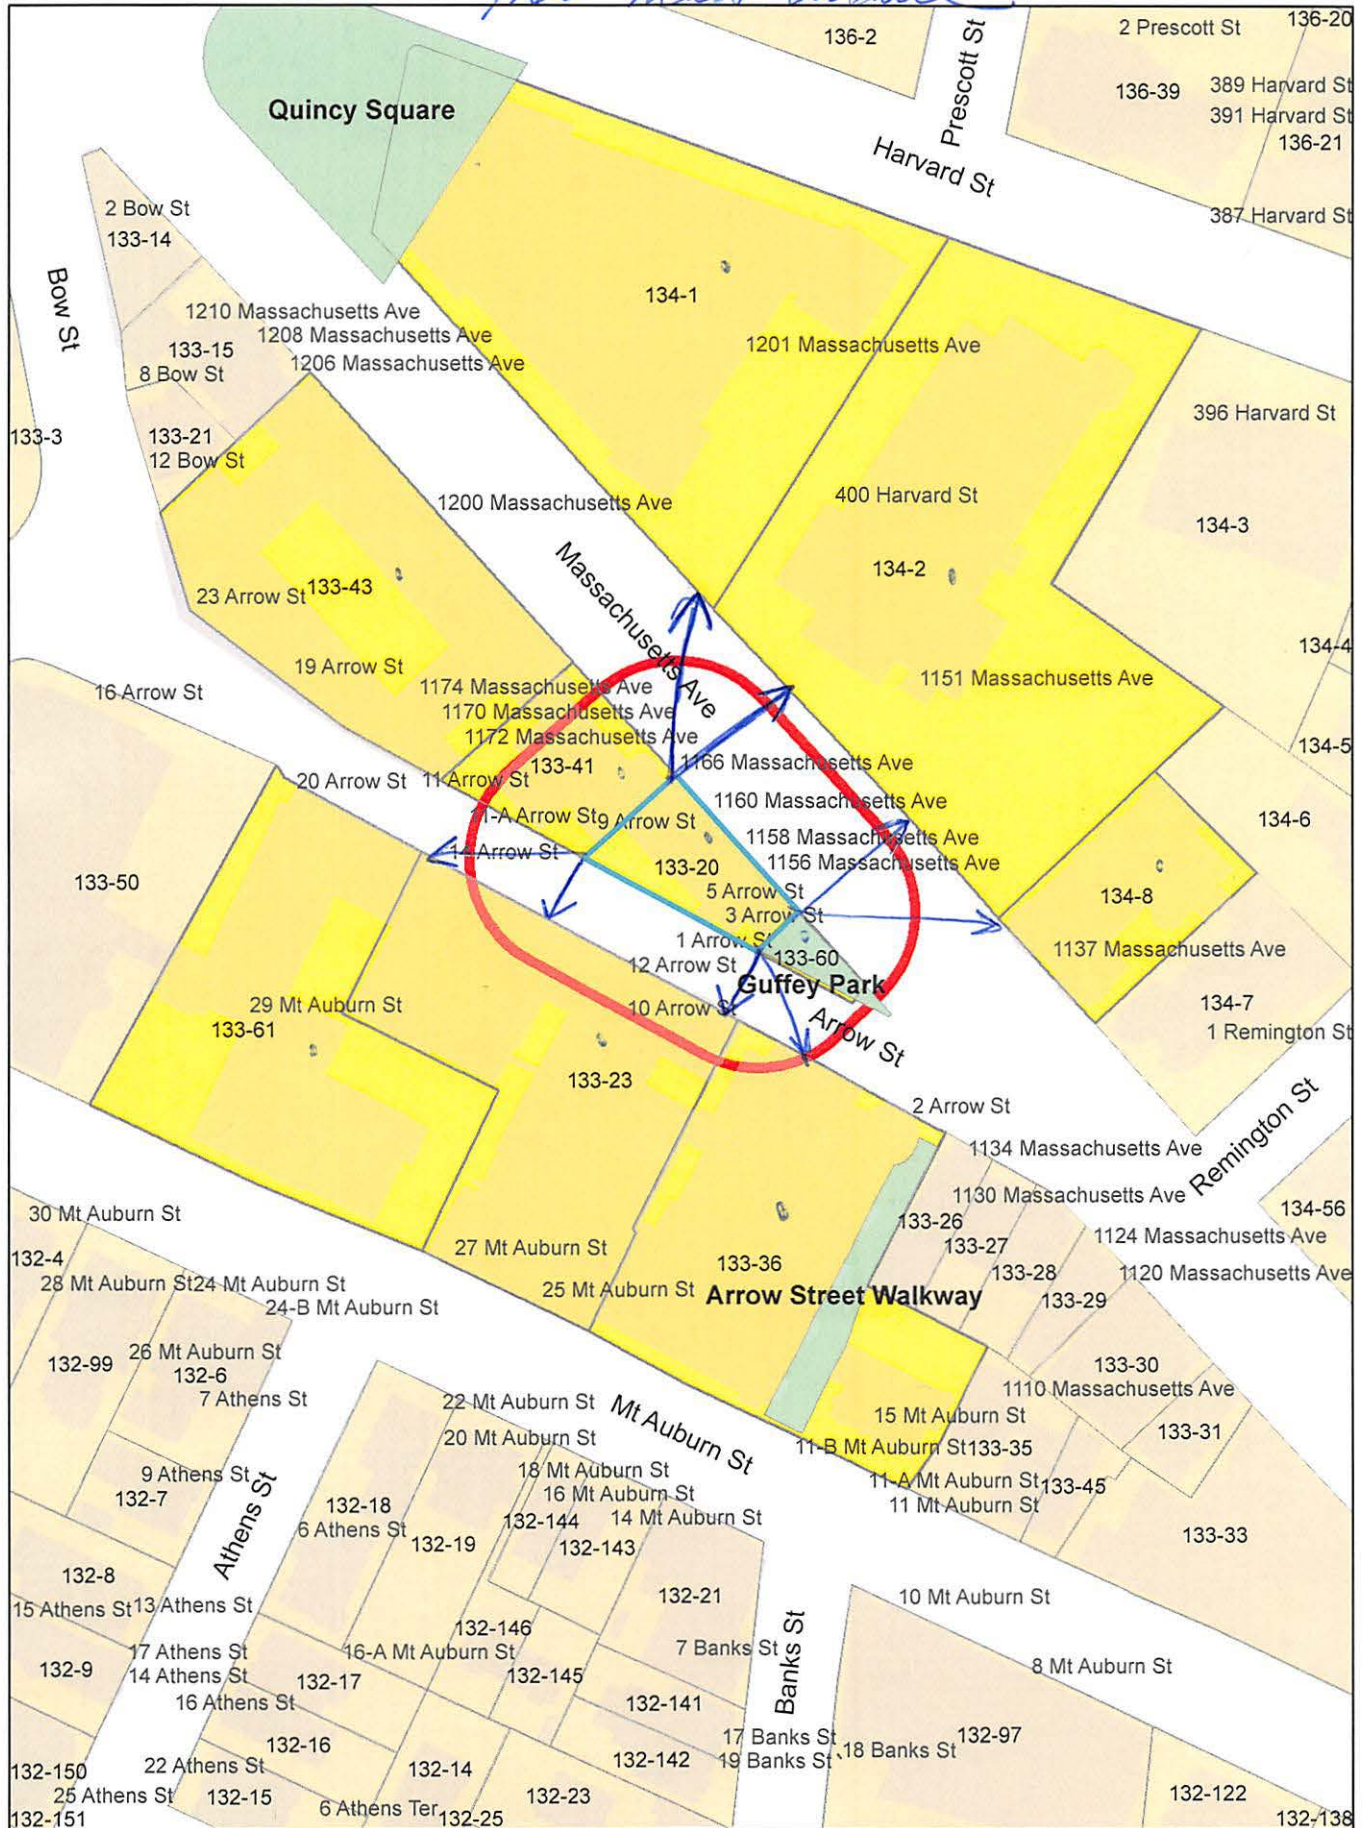 136-2
2 Prescott St
136-20
Prescott St
136-39
389 Harvard St
391 Harvard St
136-21
Quincy Square
Harvard St
387 Harvard St
2 Bow St
133-14
Bow St
134-1
1210 Massachusetts Ave
1208 Massachusetts Ave
133-15
1206 Massachusetts Ave
8 Bow St
1201 Massachusetts Ave
396 Harvard St
133-3
133-21
12 Bow St
1200 Massachusetts Ave
400 Harvard St
134-3
Massachusetts Ave
134-2
23 Arrow St
133-43
134-4
19 Arrow St
1151 Massachusetts Ave
16 Arrow St
1174 Massachusetts Ave
1170 Massachusetts Ave
1172 Massachusetts Ave
134-5
1166 Massachusetts Ave
133-41
20 Arrow St
11 Arrow St
1160 Massachusetts Ave
11-A Arrow St
9 Arrow St
134-6
1158 Massachusetts Ave
14 Arrow St
1156 Massachusetts Ave
133-20
133-50
5 Arrow St
134-8
3 Arrow St
1 Arrow St
1137 Massachusetts Ave
133-60
12 Arrow St
Guffey Park
29 Mt Auburn St
10 Arrow St
134-7
133-61
Arrow St
1 Remington St
133-23
2 Arrow St
Remington St
1134 Massachusetts Ave
1130 Massachusetts Ave
30 Mt Auburn St
134-56
133-26
1124 Massachusetts Ave
132-4
27 Mt Auburn St
133-27
133-36
133-28
1120 Massachusetts Ave
28 Mt Auburn St
24 Mt Auburn St
25 Mt Auburn St
Arrow Street Walkway
133-29
24-B Mt Auburn St
26 Mt Auburn St
132-99
132-6
133-30
7 Athens St
1110 Massachusetts Ave
22 Mt Auburn St
Mt Auburn St
15 Mt Auburn St
133-31
20 Mt Auburn St
11-B Mt Auburn St
133-35
9 Athens St
18 Mt Auburn St
11-A Mt Auburn St
133-45
132-7
16 Mt Auburn St
11 Mt Auburn St
Athens St
132-18
14 Mt Auburn St
6 Athens St
132-144
133-33
132-19
132-143
132-8
132-21
10 Mt Auburn St
15 Athens St
13 Athens St
132-146
Banks St
17 Athens St
16-A Mt Auburn St
7 Banks St
132-9
14 Athens St
132-17
132-145
8 Mt Auburn St
16 Athens St
132-141
17 Banks St
132-16
132-142
19 Banks St
18 Banks St
132-97
22 Athens St
132-14
132-150
25 Athens St
132-15
132-23
132-122
6 Athens Ter
132-25
132-151
132-138